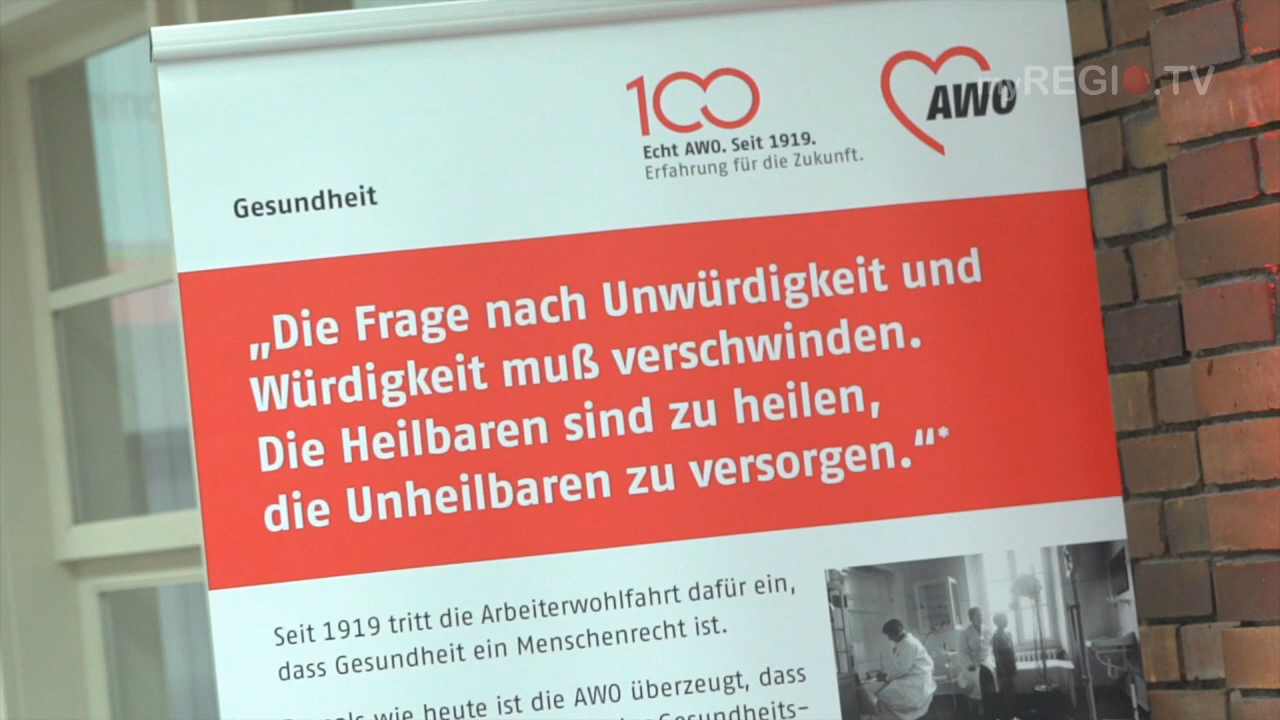 myREGIO.TV
100
Echt AWO. Seit 1919.
Erfahrung für die Zukunft.
AWO
Gesundheit
„Die Frage nach Unwürdigkeit und
Würdigkeit muß verschwinden.
Die Heilbaren sind zu heilen,
die Unheilbaren zu versorgen.“*
Seit 1919 tritt die Arbeiterwohlfahrt dafür ein,
dass Gesundheit ein Menschenrecht ist.
wie heute ist die AWO überzeugt, dass
Gesundheits-